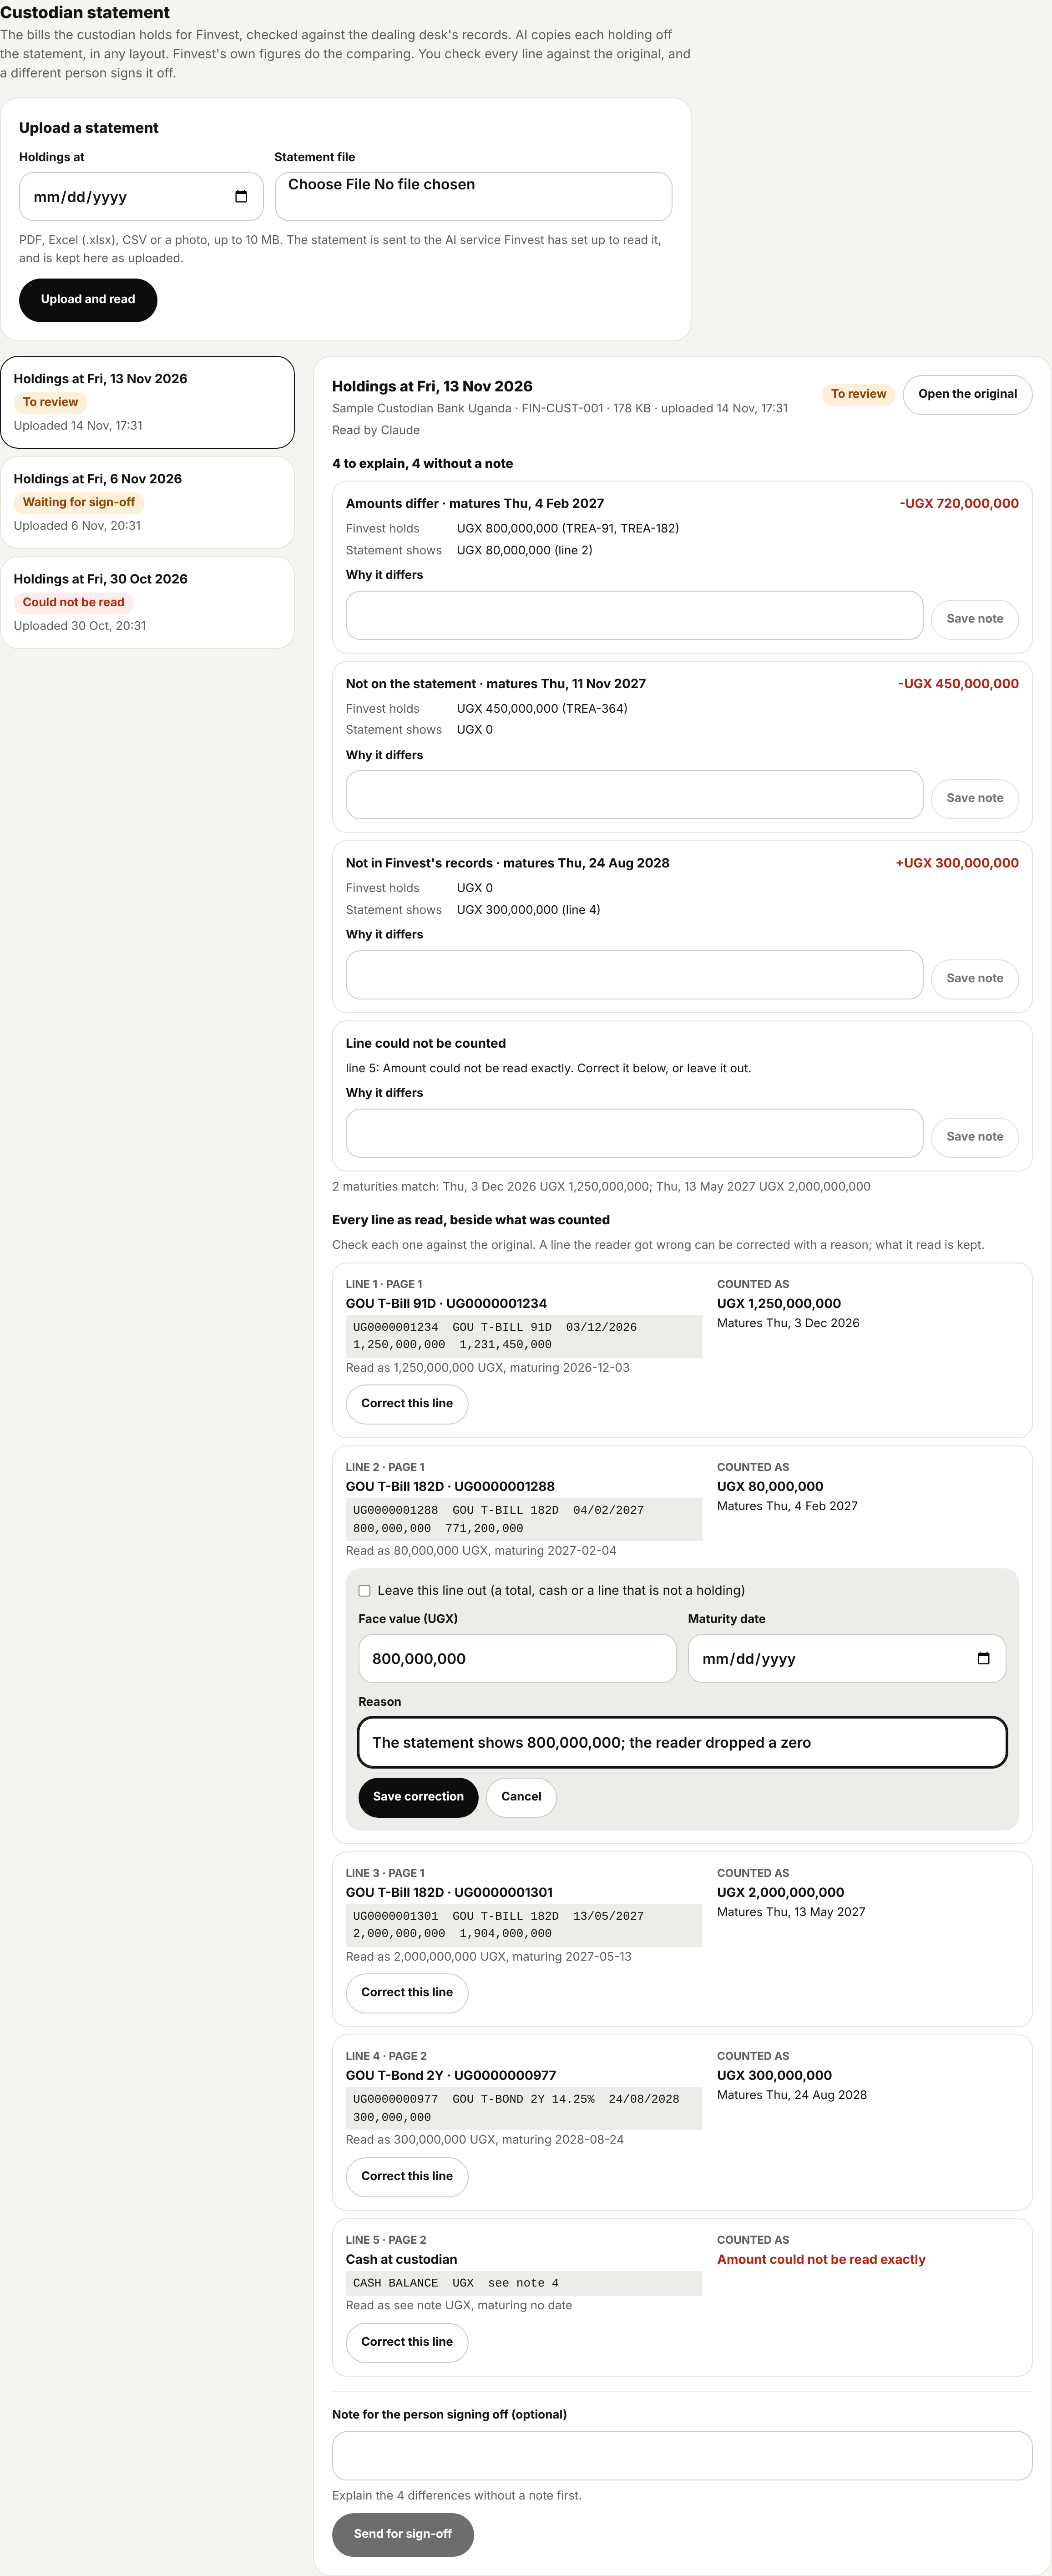 Custodian statement
The bills the custodian holds for Finvest, checked against the dealing desk's records. AI copies each holding off
the statement, in any layout. Finvest's own figures do the comparing. You check every line against the original, and
a different person signs it off.
Upload a statement
Holdings at
Statement file
mm/dd/yyyy
Choose File No file chosen
PDF, Excel (.xlsx), CSV or a photo, up to 10 MB. The statement is sent to the AI service Finvest has set up to read it,
and is kept here as uploaded.
Upload and read
Holdings at Fri, 13 Nov 2026
To review
Uploaded 14 Nov, 17:31
Holdings at Fri, 6 Nov 2026
Waiting for sign-off
Uploaded 6 Nov, 20:31
Holdings at Fri, 30 Oct 2026
Could not be read
Uploaded 30 Oct, 20:31
Holdings at Fri, 13 Nov 2026
Sample Custodian Bank Uganda · FIN-CUST-001 · 178 KB · uploaded 14 Nov, 17:31
Read by Claude
To review
Open the original
4 to explain, 4 without a note
Amounts differ · matures Thu, 4 Feb 2027
-UGX 720,000,000
Finvest holds UGX 800,000,000 (TREA-91, TREA-182)
Statement shows UGX 80,000,000 (line 2)
Why it differs
Save note
Not on the statement · matures Thu, 11 Nov 2027
-UGX 450,000,000
Finvest holds UGX 450,000,000 (TREA-364)
Statement shows UGX 0
Why it differs
Save note
Not in Finvest's records · matures Thu, 24 Aug 2028
+UGX 300,000,000
Finvest holds UGX 0
Statement shows UGX 300,000,000 (line 4)
Why it differs
Save note
Line could not be counted
line 5: Amount could not be read exactly. Correct it below, or leave it out.
Why it differs
Save note
2 maturities match: Thu, 3 Dec 2026 UGX 1,250,000,000; Thu, 13 May 2027 UGX 2,000,000,000
Every line as read, beside what was counted
Check each one against the original. A line the reader got wrong can be corrected with a reason; what it read is kept.
LINE 1 · PAGE 1
GOU T-Bill 91D · UG0000001234
UG0000001234 GOU T-BILL 91D 03/12/2026
1,250,000,000 1,231,450,000
Read as 1,250,000,000 UGX, maturing 2026-12-03
Correct this line
COUNTED AS
UGX 1,250,000,000
Matures Thu, 3 Dec 2026
LINE 2 · PAGE 1
GOU T-Bill 182D · UG0000001288
UG0000001288 GOU T-BILL 182D 04/02/2027
800,000,000 771,200,000
Read as 80,000,000 UGX, maturing 2027-02-04
COUNTED AS
UGX 80,000,000
Matures Thu, 4 Feb 2027
Leave this line out (a total, cash or a line that is not a holding)
Face value (UGX)
Maturity date
800,000,000
mm/dd/yyyy
Reason
The statement shows 800,000,000; the reader dropped a zero
Save correction
Cancel
LINE 3 · PAGE 1
GOU T-Bill 182D · UG0000001301
UG0000001301 GOU T-BILL 182D 13/05/2027
2,000,000,000 1,904,000,000
Read as 2,000,000,000 UGX, maturing 2027-05-13
Correct this line
COUNTED AS
UGX 2,000,000,000
Matures Thu, 13 May 2027
LINE 4 · PAGE 2
GOU T-Bond 2Y · UG0000000977
UG0000000977 GOU T-BOND 2Y 14.25% 24/08/2028
300,000,000
Read as 300,000,000 UGX, maturing 2028-08-24
Correct this line
COUNTED AS
UGX 300,000,000
Matures Thu, 24 Aug 2028
LINE 5 · PAGE 2
Cash at custodian
CASH BALANCE UGX see note 4
Read as see note UGX, maturing no date
Correct this line
COUNTED AS
Amount could not be read exactly
Note for the person signing off (optional)
Explain the 4 differences without a note first.
Send for sign-off